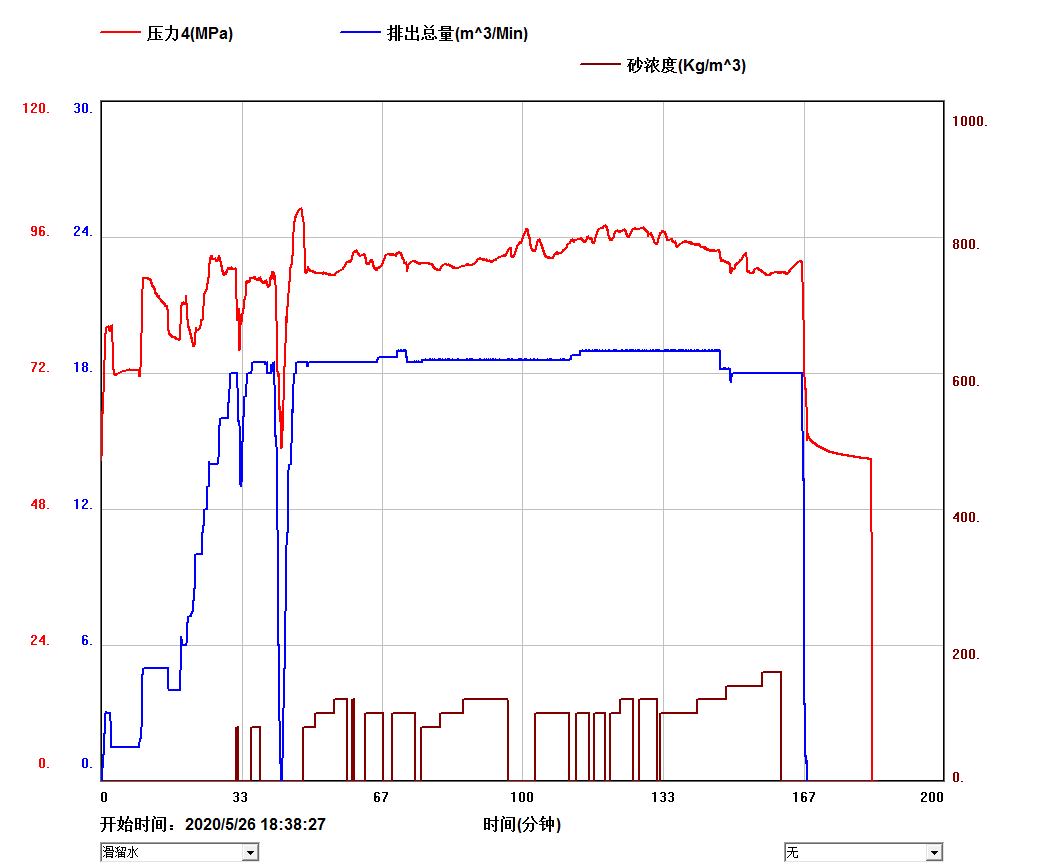 压力4(MPa) 排出总量(m^3/Min)
砂浓度(Kg/m^3)
120. 30. 1000.
96. 24. 800.
72. 18. 600.
48. 12. 400.
24. 6. 200.
0. 0. 0.
0 33 67 100 133 167 200
开始时间：2020/5/26 18:38:27 时间(分钟)
滑溜水 无